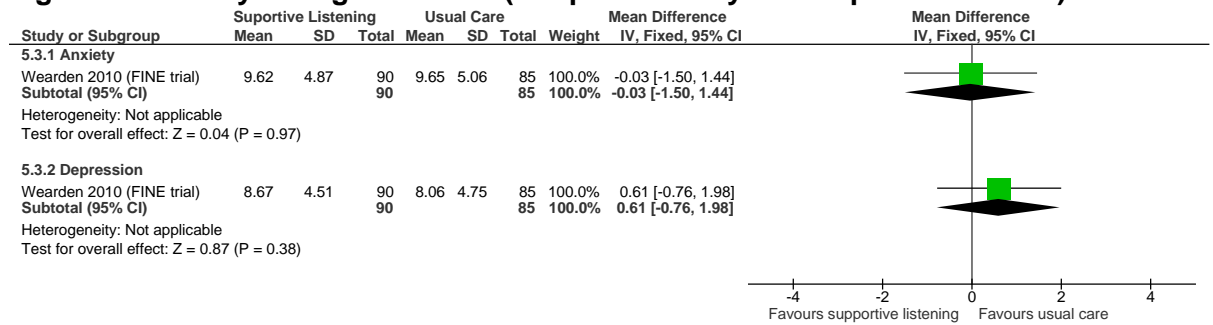 Suportive Listening Usual Care Mean Difference Mean Difference
Study or Subgroup Mean SD Total Mean SD Total Weight IV, Fixed, 95% CI IV, Fixed, 95% CI
5.3.1 Anxiety
Wearden 2010 (FINE trial) 9.62 4.87 90 9.65 5.06 85 100.0% -0.03 [-1.50, 1.44]
Subtotal (95% CI) 90 85 100.0% -0.03 [-1.50, 1.44]
Heterogeneity: Not applicable
Test for overall effect: Z = 0.04 (P = 0.97)
5.3.2 Depression
Wearden 2010 (FINE trial) 8.67 4.51 90 8.06 4.75 85 100.0% 0.61 [-0.76, 1.98]
Subtotal (95% CI) 90 85 100.0% 0.61 [-0.76, 1.98]
Heterogeneity: Not applicable
Test for overall effect: Z = 0.87 (P = 0.38)
-4 -2 0 2 4
Favours supportive listening Favours usual care